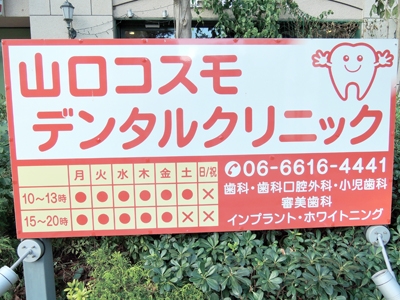 山口コスモ
デンタルクリニック
月 火 水 木 金 土 日/祝
10〜13時 ● ● ● ● ● ● ×
15〜20時 ● ● ● ● ● × ×
06-6616-4441
歯科・歯科口腔外科・小児歯科
審美歯科
インプラント・ホワイトニング